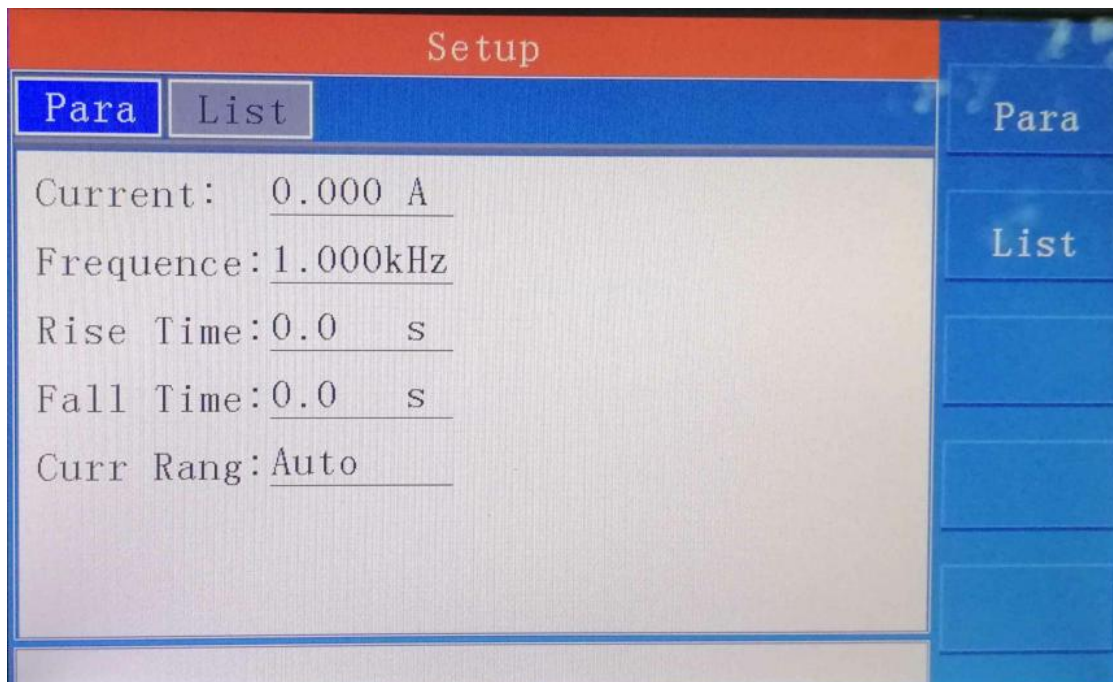 Setup
Para List
Para
Current: 0.000 A
List
Frequence:1.000kHz
Rise Time:0.0 s
Fall Time:0.0 s
Curr Rang:Auto